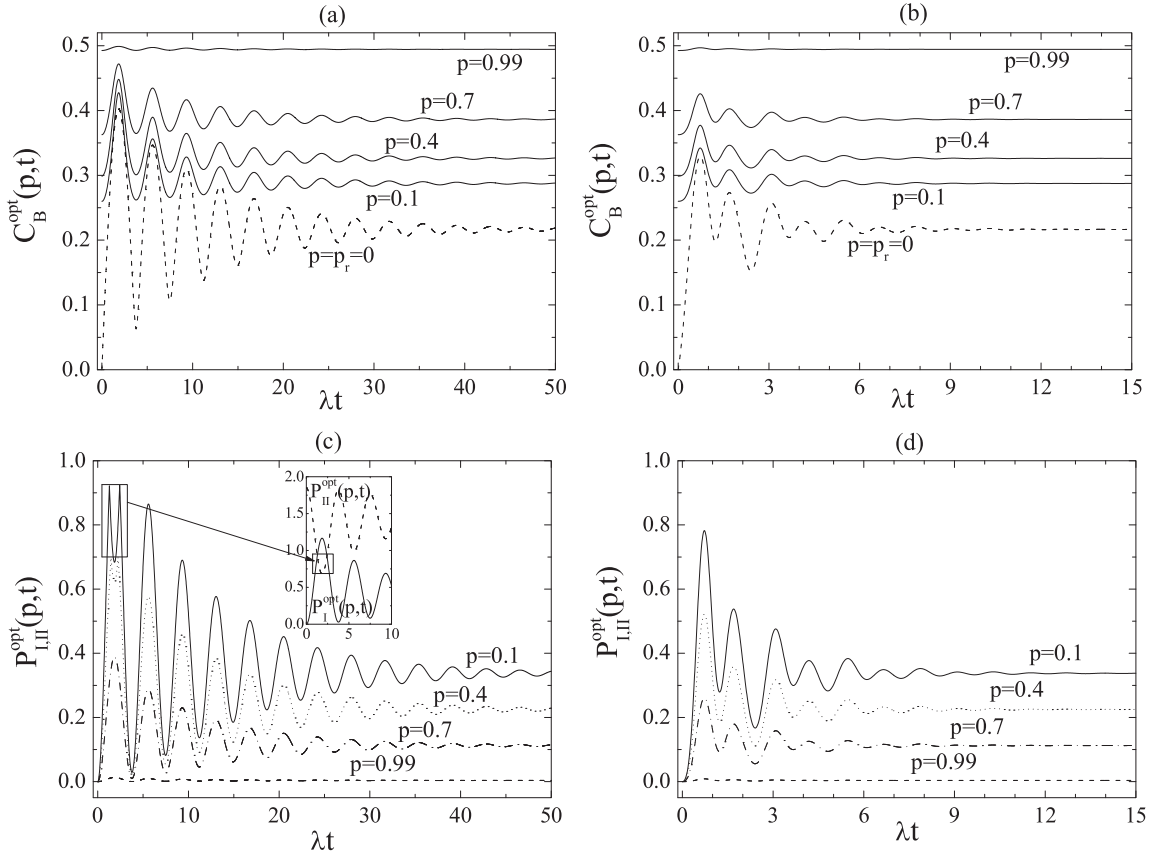 (a)
0.5
0.4
0.3
0.2
0.1
0.0
C_B^opt(p,t)
p=0.99
p=0.7
p=0.4
p=0.1
p=p_r=0
0 10 20 30 40 50
λt
(b)
0.5
0.4
0.3
0.2
0.1
0.0
C_B^opt(p,t)
p=0.99
p=0.7
p=0.4
p=0.1
p=p_r=0
0 3 6 9 12 15
λt
(c)
1.0
0.8
0.6
0.4
0.2
0.0
P_I,II^opt(p,t)
2.0
1.5
1.0
0.5
0.0
P_II^opt(p,t)
P_I^opt(p,t)
0 5 10
p=0.1
p=0.4
p=0.7
p=0.99
0 10 20 30 40 50
λt
(d)
1.0
0.8
0.6
0.4
0.2
0.0
P_I,II^opt(p,t)
p=0.1
p=0.4
p=0.7
p=0.99
0 3 6 9 12 15
λt